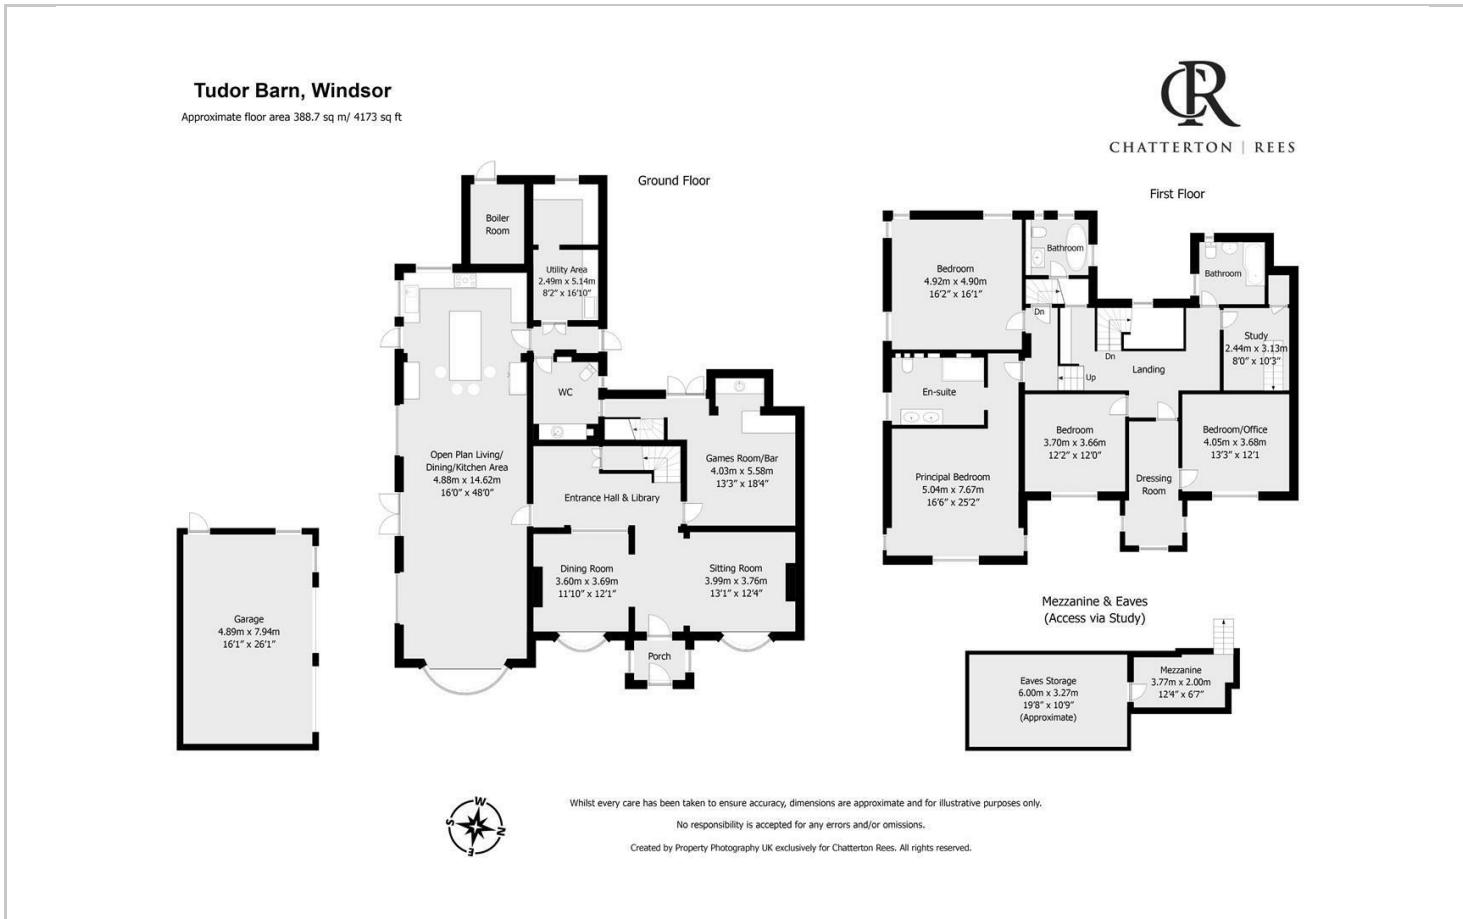 Tudor Barn, Windsor
Approximate floor area 388.7 sq m/ 4173 sq ft
CR
CHATTERTON | REES
Ground Floor
Boiler
Room
Utility Area
2.49m x 5.14m
8'2" x 16'10"
WC
Open Plan Living/
Dining/Kitchen Area
4.88m x 14.62m
16'0" x 48'0"
Games Room/Bar
4.03m x 5.58m
13'3" x 18'4"
Entrance Hall & Library
Dining Room
3.60m x 3.69m
11'10" x 12'1"
Sitting Room
3.99m x 3.76m
13'1" x 12'4"
Porch
Garage
4.89m x 7.94m
16'1" x 26'1"
First Floor
Bedroom
4.92m x 4.90m
16'2" x 16'1"
Bathroom
Bathroom
Dn
Study
2.44m x 3.13m
8'0" x 10'3"
Dn
Landing
Up
En-suite
Bedroom
3.70m x 3.66m
12'2" x 12'0"
Bedroom/Office
4.05m x 3.68m
13'3" x 12'1
Principal Bedroom
5.04m x 7.67m
16'6" x 25'2"
Dressing
Room
Mezzanine & Eaves
(Access via Study)
Eaves Storage
6.00m x 3.27m
19'8" x 10'9"
(Approximate)
Mezzanine
3.77m x 2.00m
12'4" x 6'7"
W
S
N
E
Whilst every care has been taken to ensure accuracy, dimensions are approximate and for illustrative purposes only.
No responsibility is accepted for any errors and/or omissions.
Created by Property Photography UK exclusively for Chatterton Rees. All rights reserved.